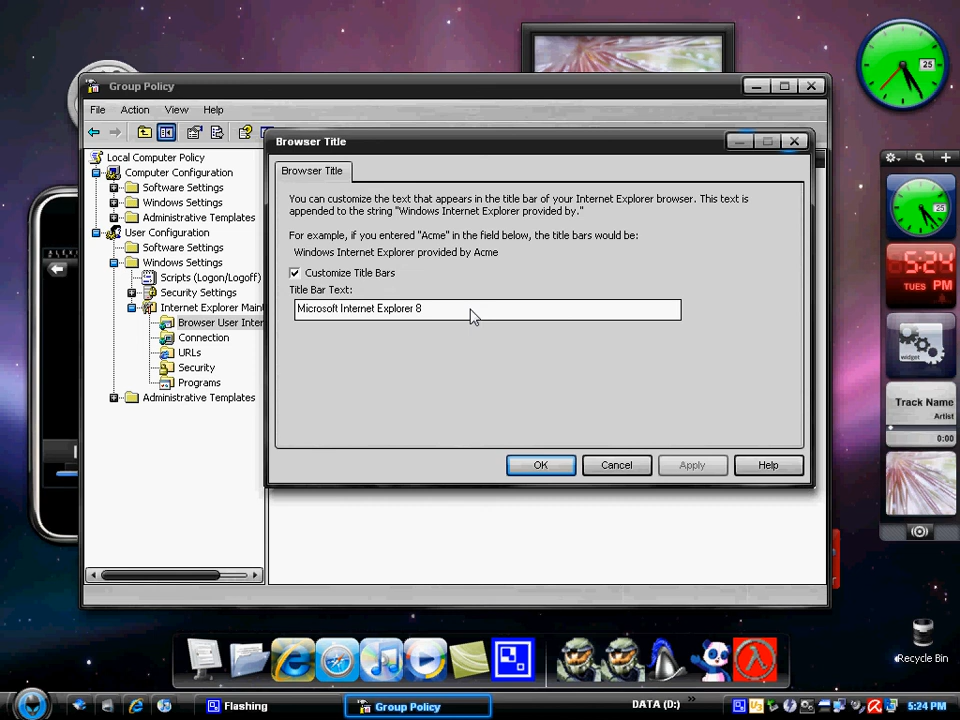 25
Group Policy
File Action View Help
Local Computer Policy
Computer Configuration
Software Settings
Windows Settings
Administrative Templates
User Configuration
Software Settings
Windows Settings
Scripts (Logon/Logoff)
Security Settings
Internet Explorer Maint
Browser User Inter
Connection
URLs
Security
Programs
Administrative Templates
Browser Title
Browser Title
You can customize the text that appears in the title bar of your Internet Explorer browser. This text is
appended to the string "Windows Internet Explorer provided by."
For example, if you entered "Acme" in the field below, the title bars would be:
Windows Internet Explorer provided by Acme
Customize Title Bars
Title Bar Text:
Microsoft Internet Explorer 8
OK Cancel Apply Help
25
5:24
TUES PM
widget
Track Name
Artist
0:00
Recycle Bin
Flashing
Group Policy
DATA (D:)
5:24 PM